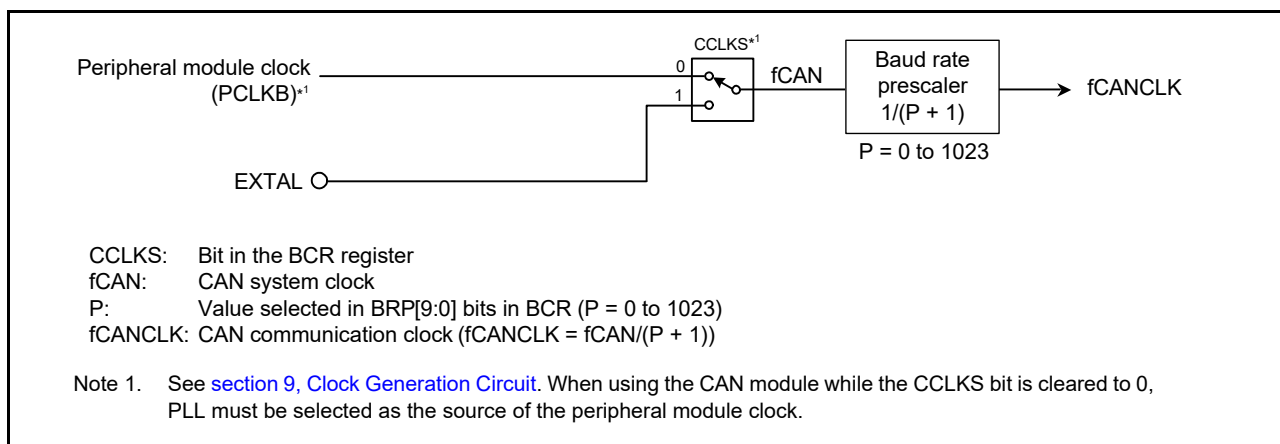 CCLKS*1
Peripheral module clock
(PCLKB)*1
0
1
fCAN
Baud rate
prescaler
1/(P + 1)
fCANCLK
P = 0 to 1023
EXTAL
CCLKS: Bit in the BCR register
fCAN: CAN system clock
P: Value selected in BRP[9:0] bits in BCR (P = 0 to 1023)
fCANCLK: CAN communication clock (fCANCLK = fCAN/(P + 1))
Note 1. See section 9, Clock Generation Circuit. When using the CAN module while the CCLKS bit is cleared to 0,
PLL must be selected as the source of the peripheral module clock.